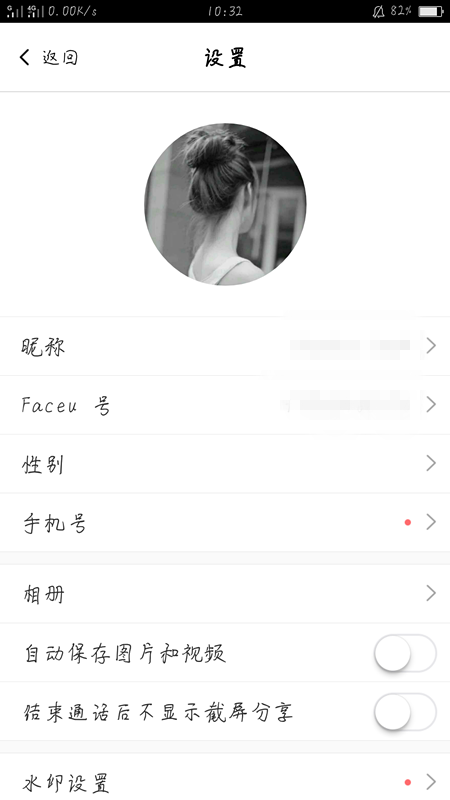 G 4G 0.00K/s 10:32 82%
返回 设置
昵称
Faceu 号
性别
手机号
相册
自动保存图片和视频
结束通话后不显示截屏分享
水印设置